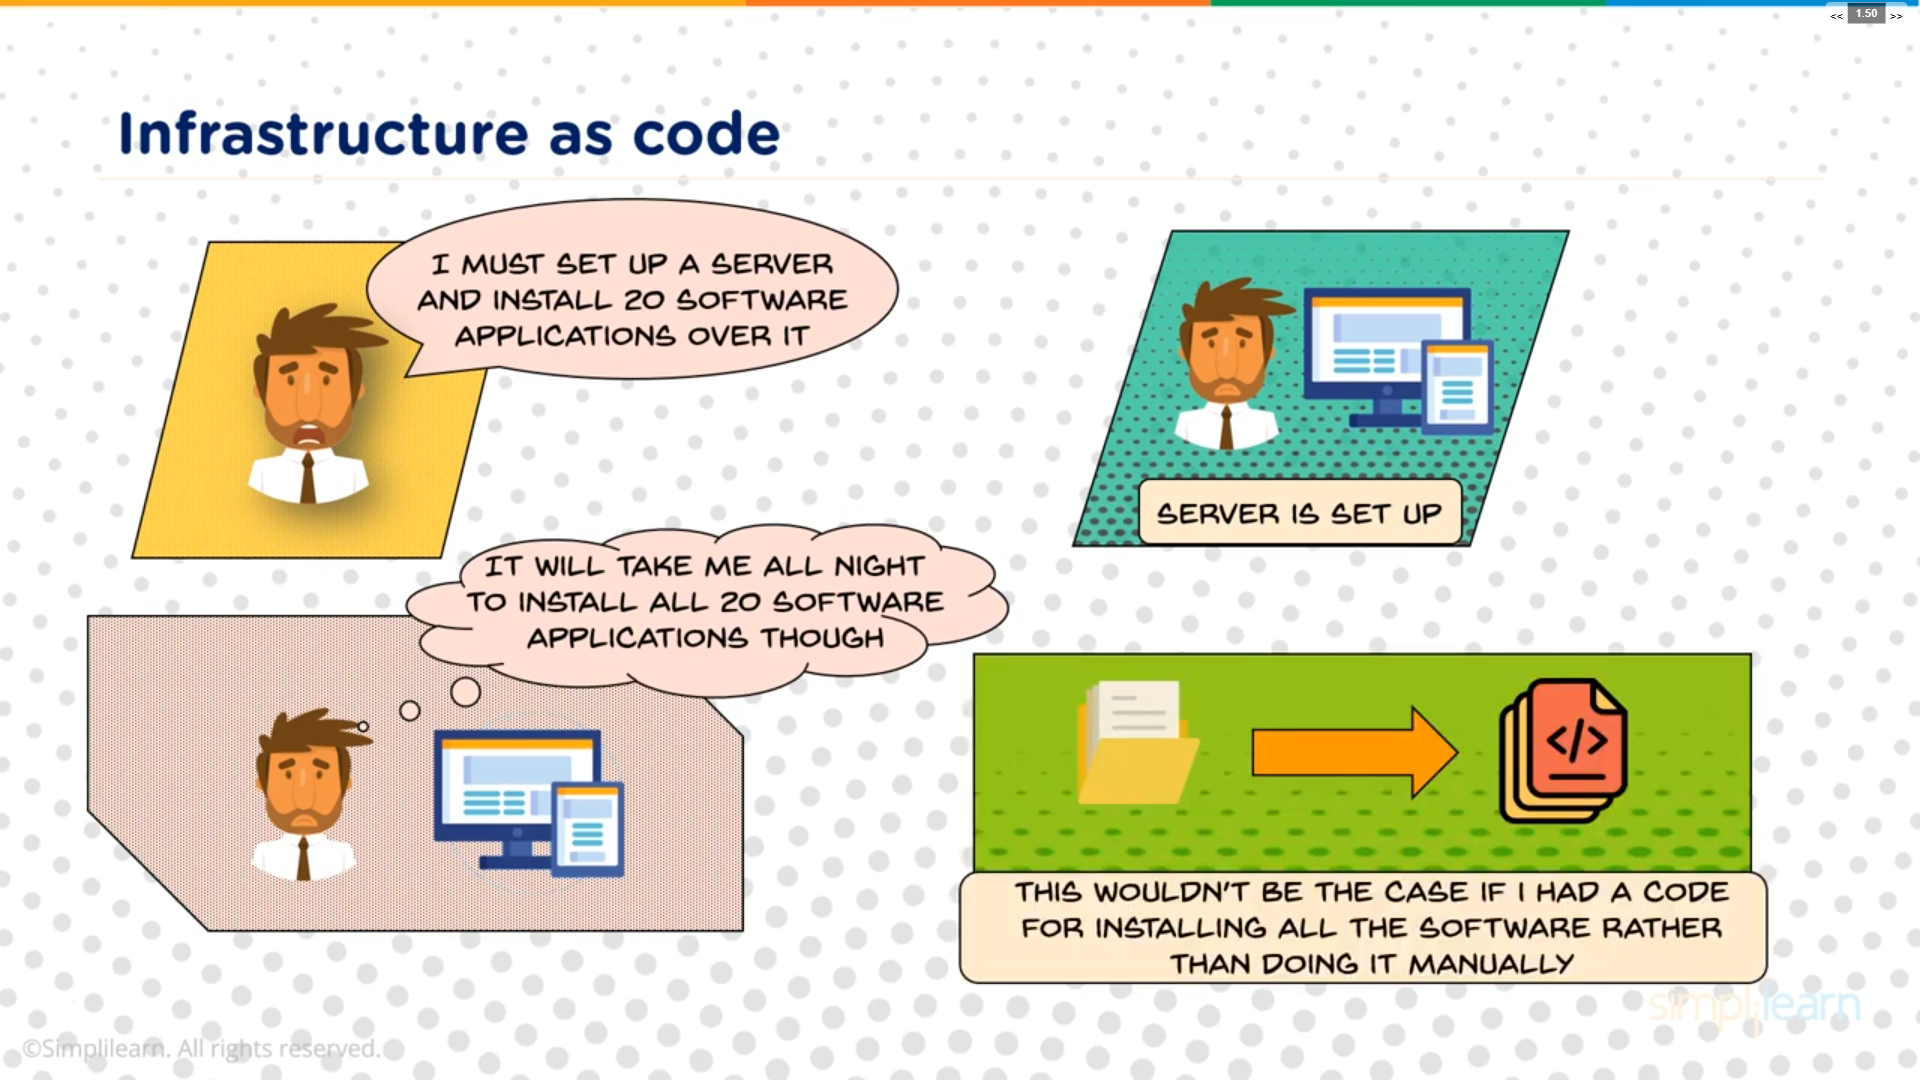 << 1.50 >>
Infrastructure as code
I MUST SET UP A SERVER
AND INSTALL 20 SOFTWARE
APPLICATIONS OVER IT
SERVER IS SET UP
IT WILL TAKE ME ALL NIGHT
TO INSTALL ALL 20 SOFTWARE
APPLICATIONS THOUGH
</>
THIS WOULDN'T BE THE CASE IF I HAD A CODE
FOR INSTALLING ALL THE SOFTWARE RATHER
THAN DOING IT MANUALLY
simplilearn
©Simplilearn. All rights reserved.